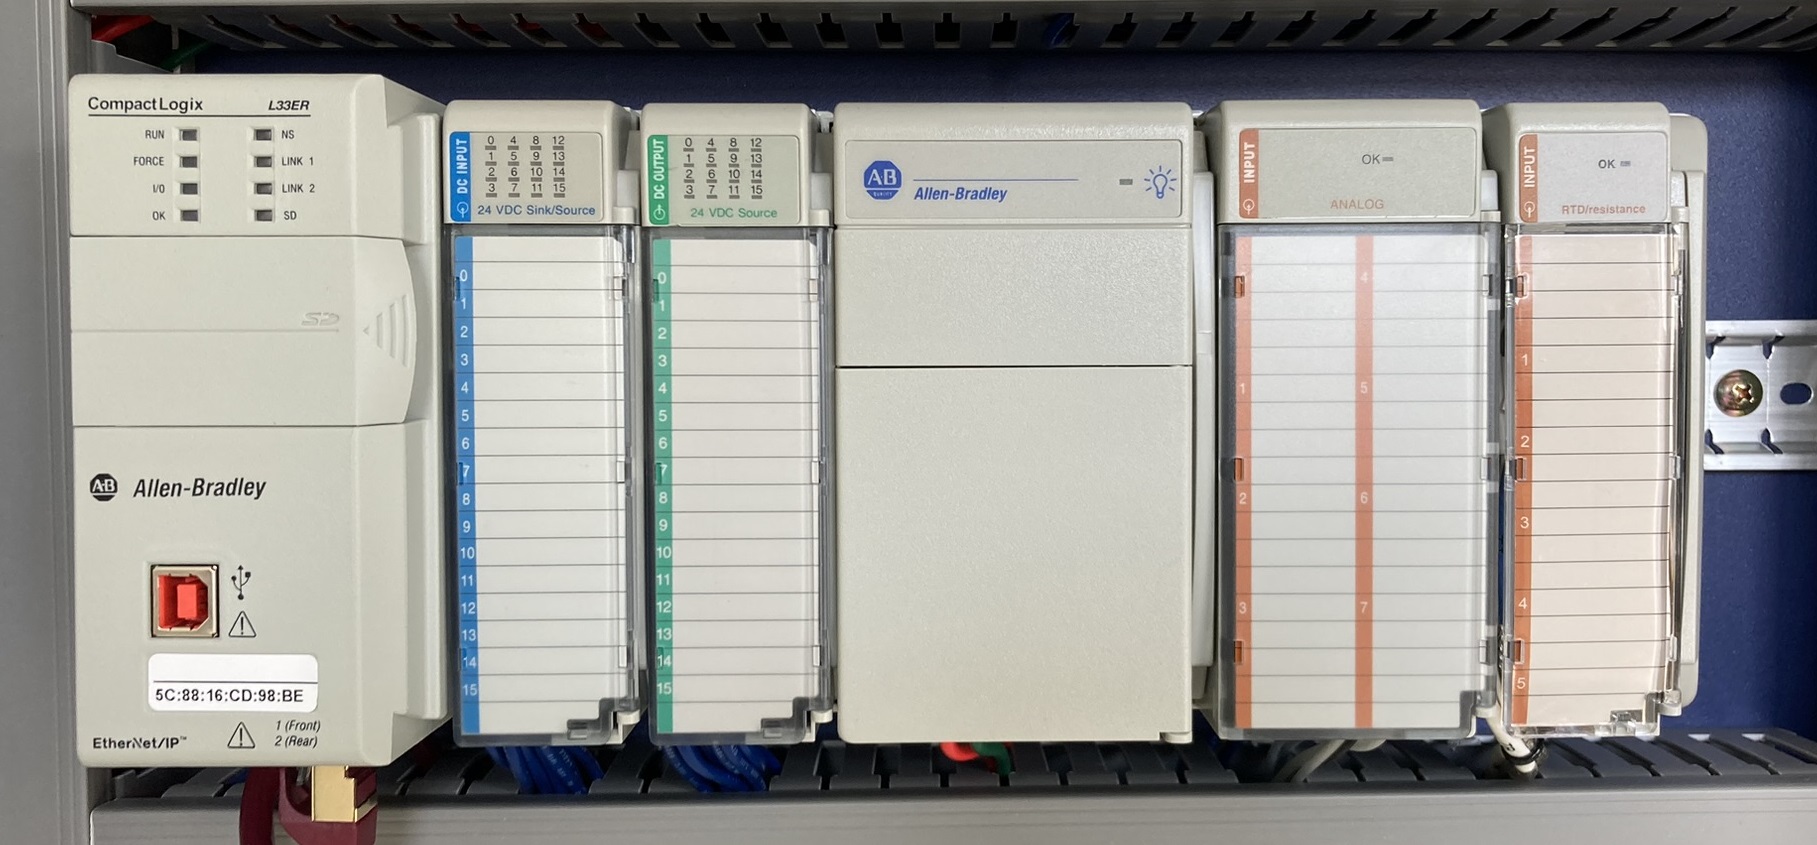 CompactLogix L33ER
RUN NS
FORCE LINK 1
I/O LINK 2
OK SD
SD
AB Allen-Bradley
5C:88:16:CD:98:BE
EtherNet/IP™
1 (Front)
2 (Rear)
DC INPUT
0 4 8 12
1 5 9 13
2 6 10 14
3 7 11 15
24 VDC Sink/Source
0
1
2
3
4
5
6
7
8
9
10
11
12
13
14
15
DC OUTPUT
0 4 8 12
1 5 9 13
2 6 10 14
3 7 11 15
24 VDC Source
0
1
2
3
4
5
6
7
8
9
10
11
12
13
14
15
AB
QUALITY
Allen-Bradley
INPUT
OK
ANALOG
4
1 5
2 6
3 7
INPUT
OK
RTD/resistance
0
1
2
3
4
5